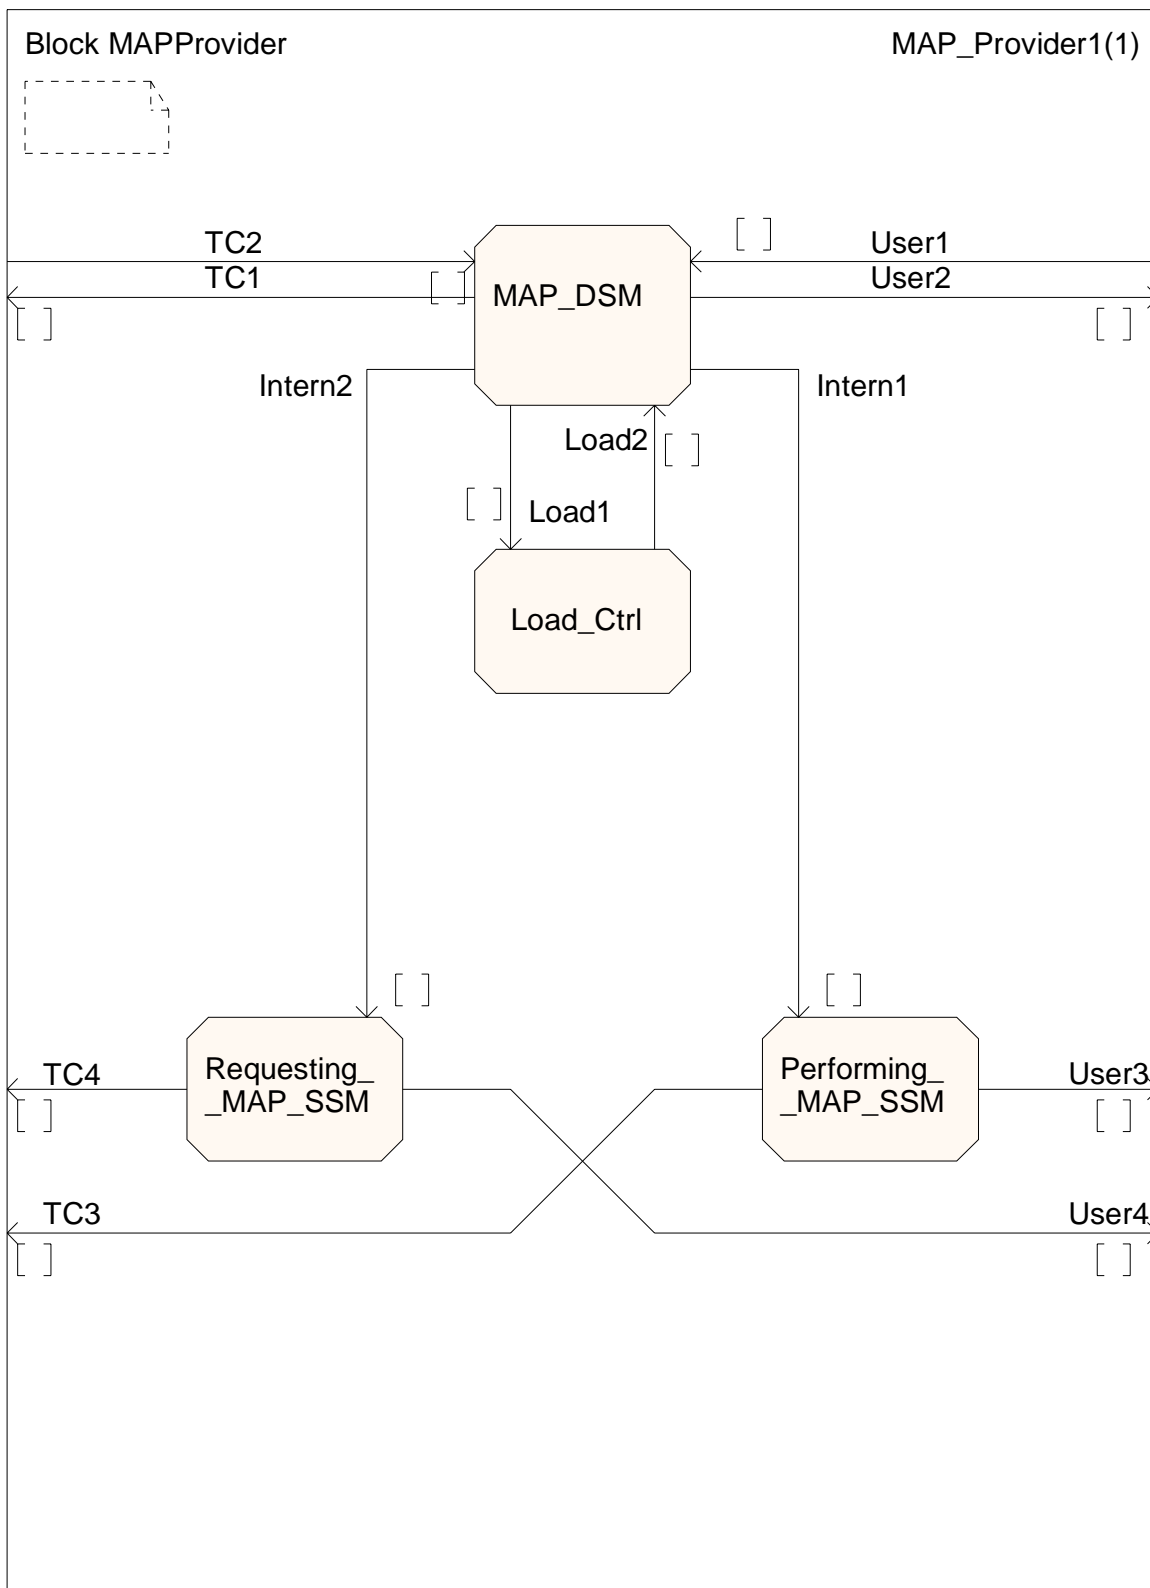 Block MAPProvider
MAP_Provider1(1)
TC2
User1
TC1
User2
MAP_DSM
Intern2
Intern1
Load2
Load1
Load_Ctrl
TC4
Requesting_
_MAP_SSM
Performing_
_MAP_SSM
User3
TC3
User4